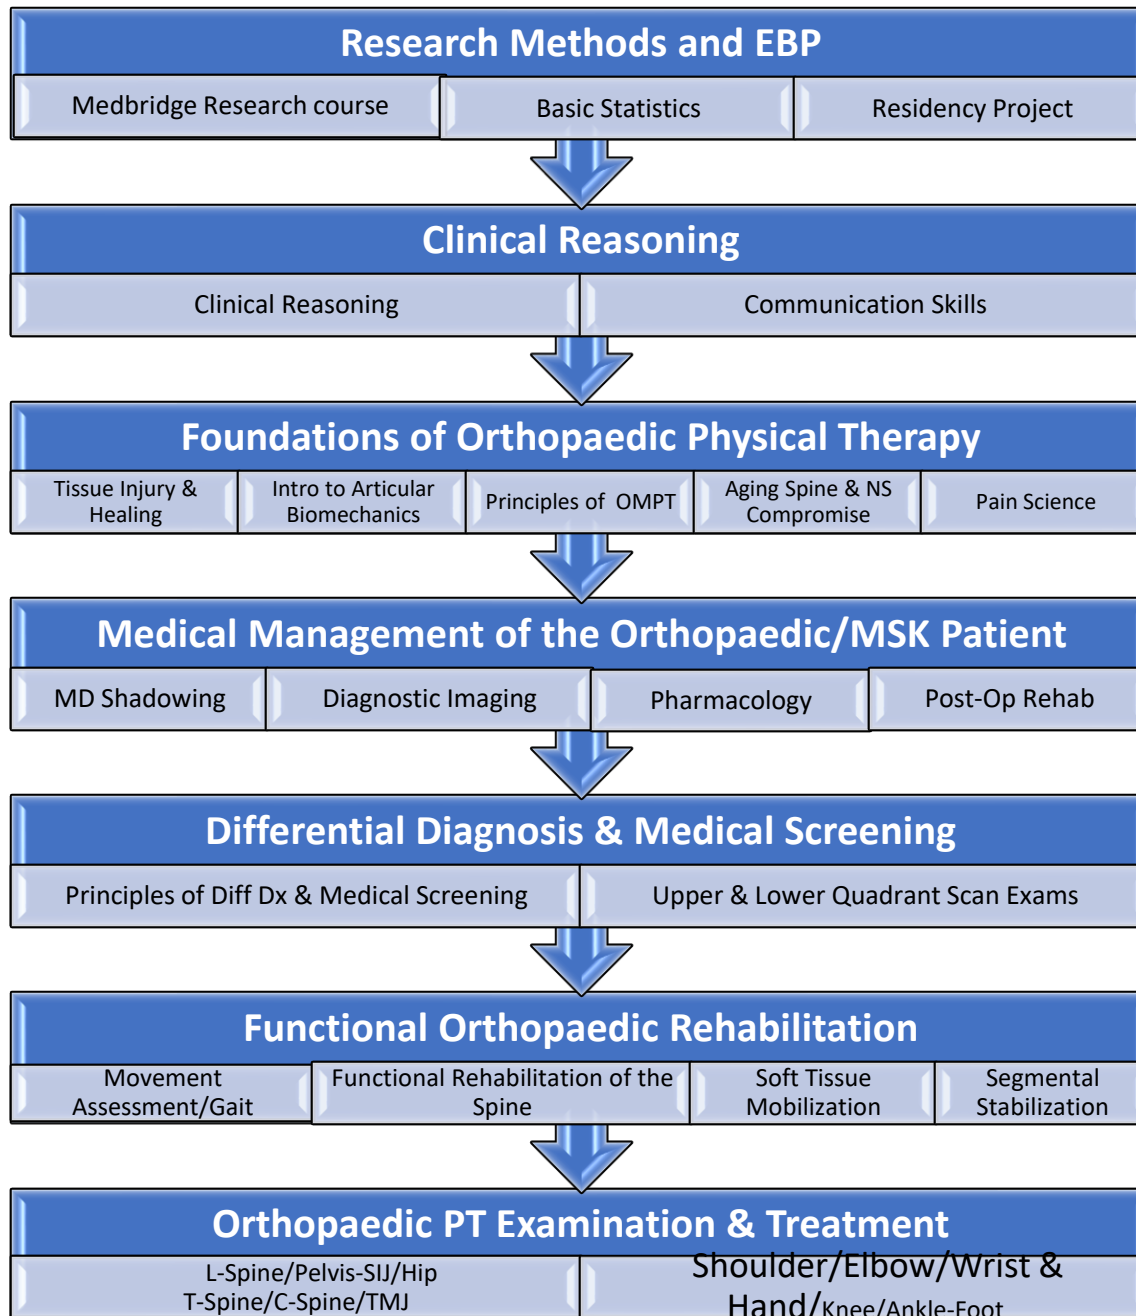 Research Methods and EBP
Medbridge Research course
Basic Statistics
Residency Project
Clinical Reasoning
Clinical Reasoning
Communication Skills
Foundations of Orthopaedic Physical Therapy
Tissue Injury &
Healing
Intro to Articular
Biomechanics
Principles of OMPT
Aging Spine & NS
Compromise
Pain Science
Medical Management of the Orthopaedic/MSK Patient
MD Shadowing
Diagnostic Imaging
Pharmacology
Post-Op Rehab
Differential Diagnosis & Medical Screening
Principles of Diff Dx & Medical Screening
Upper & Lower Quadrant Scan Exams
Functional Orthopaedic Rehabilitation
Movement
Assessment/Gait
Functional Rehabilitation of the
Spine
Soft Tissue
Mobilization
Segmental
Stabilization
Orthopaedic PT Examination & Treatment
L-Spine/Pelvis-SIJ/Hip
T-Spine/C-Spine/TMJ
Shoulder/Elbow/Wrist &
Hand/Knee/Ankle-Foot